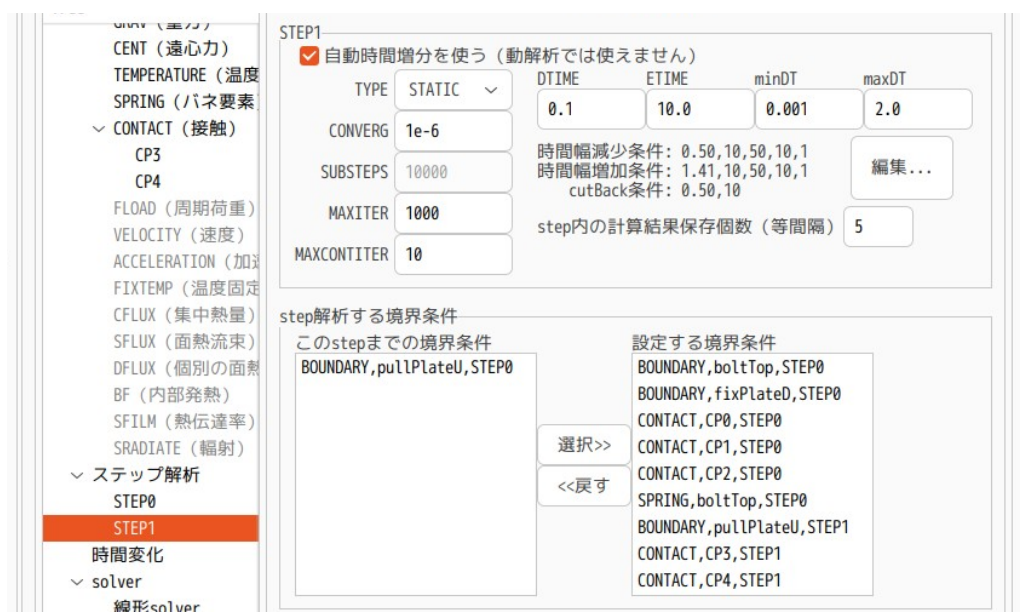 CENT (遠心力)
TEMPERATURE (温度
SPRING (バネ要素
CONTACT (接触)
CP3
CP4
FLOAD (周期荷重)
VELOCITY (速度)
ACCELERATION (加速
FIXTEMP (温度固定
CFLUX (集中熱量)
SFLUX (面熱流束)
DFLUX (個別の面熱
BF (内部発熱)
SFILM (熱伝達率)
SRADIATE (輻射)
ステップ解析
STEP0
STEP1
時間変化
solver
線形solver
STEP1
自動時間増分を使う (動解析では使えません)
TYPE STATIC
CONVERG 1e-6
SUBSTEPS 10000
MAXITER 1000
MAXCONTITER 10
DTIME ETIME minDT maxDT
0.1 10.0 0.001 2.0
時間幅減少条件: 0.50,10,50,10,1
時間幅増加条件: 1.41,10,50,10,1
cutBack条件: 0.50,10
編集...
step内の計算結果保存個数 (等間隔) 5
step解析する境界条件
このstepまでの境界条件
BOUNDARY,pullPlateU,STEP0
選択>>
<<戻す
設定する境界条件
BOUNDARY,boltTop,STEP0
BOUNDARY,fixPlateD,STEP0
CONTACT,CP0,STEP0
CONTACT,CP1,STEP0
CONTACT,CP2,STEP0
SPRING,boltTop,STEP0
BOUNDARY,pullPlateU,STEP1
CONTACT,CP3,STEP1
CONTACT,CP4,STEP1